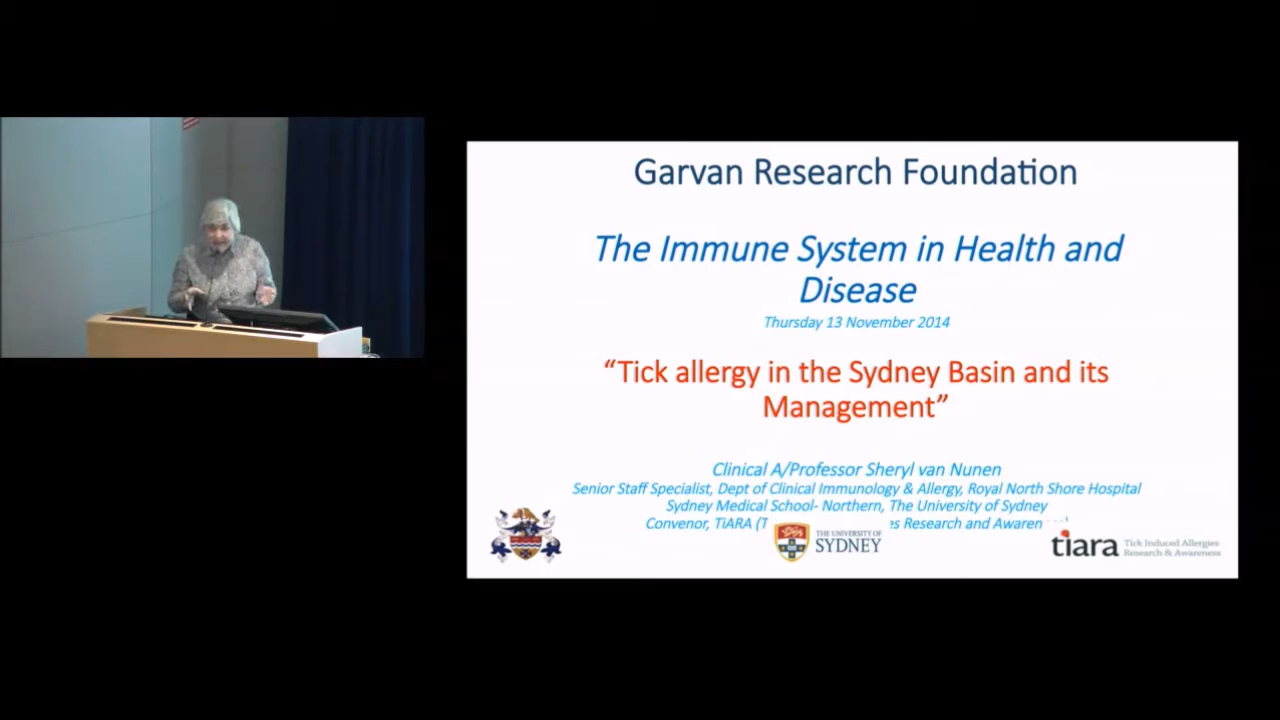 Garvan Research Foundation
The Immune System in Health and
Disease
Thursday 13 November 2014
“Tick allergy in the Sydney Basin and its
Management”
Clinical A/Professor Sheryl van Nunen
Senior Staff Specialist, Dept of Clinical Immunology & Allergy, Royal North Shore Hospital
Sydney Medical School- Northern, The University of Sydney
Convenor, TiARA (T es Research and Awaren
THE UNIVERSITY OF
SYDNEY
tiara
Tick Induced Allergies
Research & Awareness